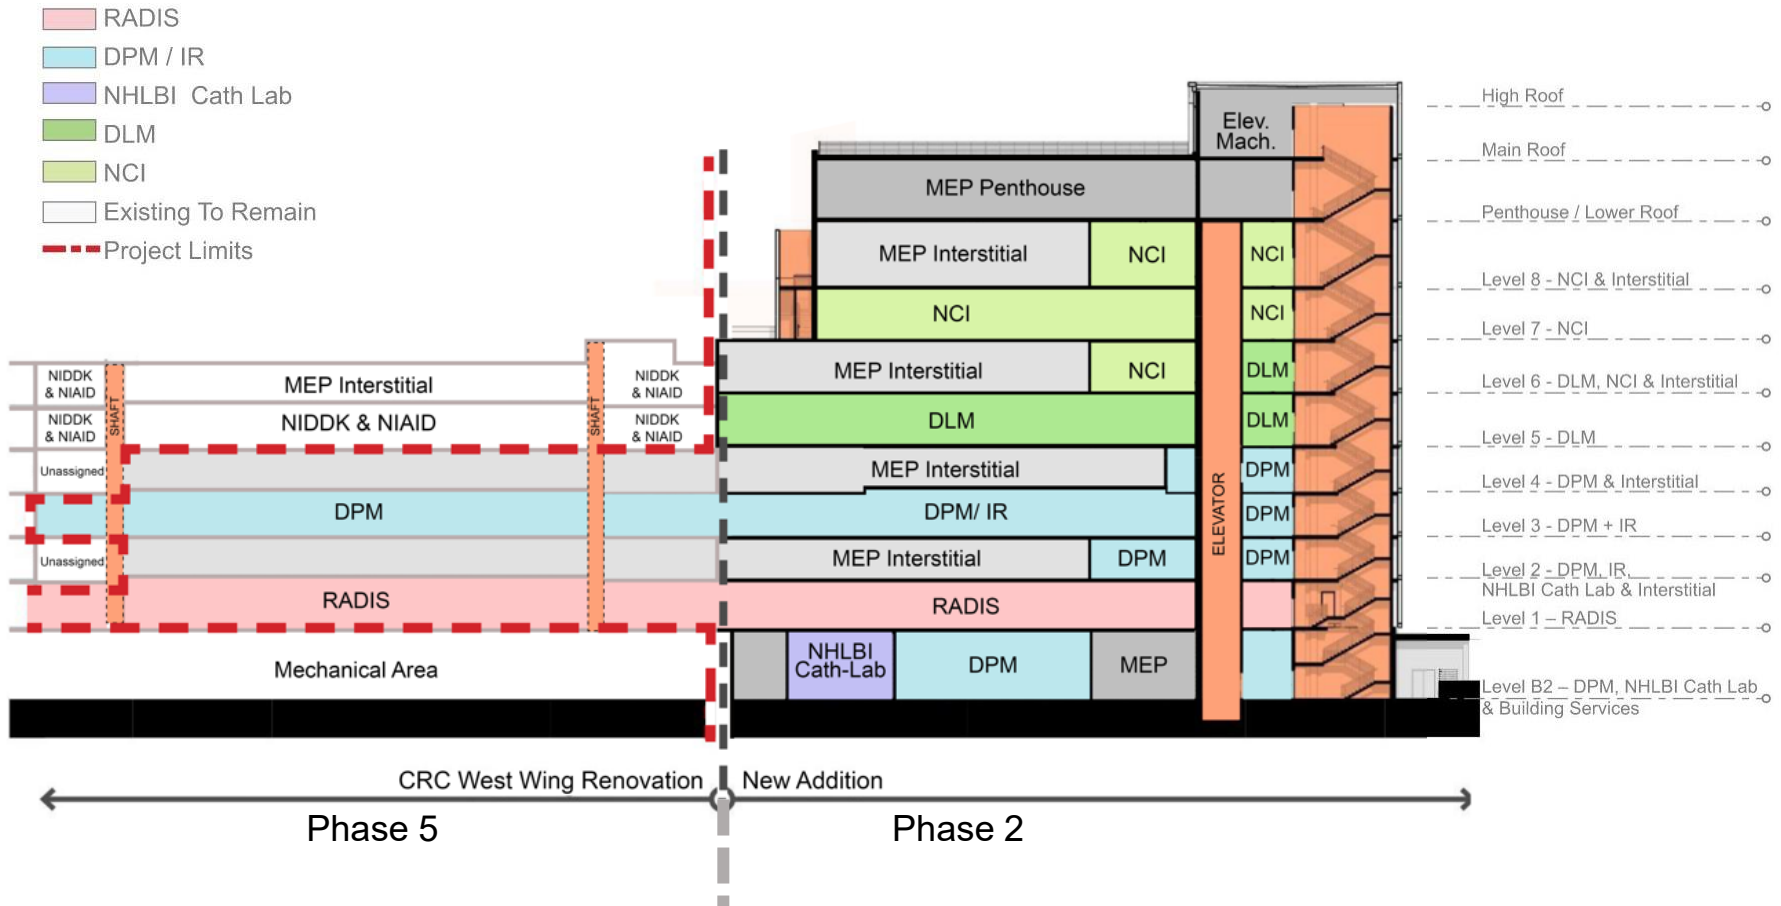 RADIS
DPM / IR
NHLBI Cath Lab
DLM
NCI
Existing To Remain
Project Limits
High Roof
Elev.
Mach.
Main Roof
MEP Penthouse
Penthouse / Lower Roof
MEP Interstitial
NCI
NCI
Level 8 - NCI & Interstitial
NCI
NCI
Level 7 - NCI
NIDDK
& NIAID
MEP Interstitial
NIDDK
& NIAID
MEP Interstitial
NCI
DLM
Level 6 - DLM, NCI & Interstitial
NIDDK
& NIAID
SHAFT
NIDDK & NIAID
SHAFT
NIDDK
& NIAID
DLM
DLM
Level 5 - DLM
Unassigned
MEP Interstitial
DPM
Level 4 - DPM & Interstitial
DPM
DPM/ IR
ELEVATOR
DPM
Level 3 - DPM + IR
Unassigned
MEP Interstitial
DPM
DPM
Level 2 - DPM, IR,
NHLBI Cath Lab & Interstitial
RADIS
RADIS
Level 1 – RADIS
Mechanical Area
NHLBI
Cath-Lab
DPM
MEP
Level B2 – DPM, NHLBI Cath Lab
& Building Services
CRC West Wing Renovation
New Addition
Phase 5
Phase 2